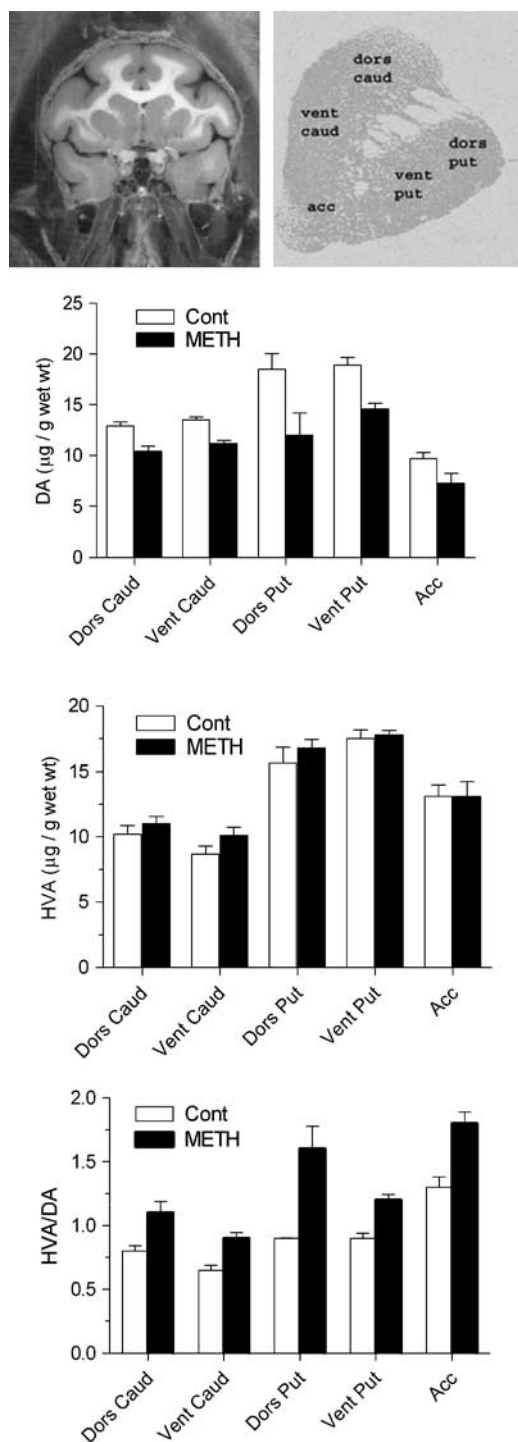 dors
caud
vent
caud
dors
put
vent
put
acc
25
20
15
10
5
0
DA (µg / g wet wt)
Cont
METH
Dors Caud
Vent Caud
Dors Put
Vent Put
Acc
20
15
10
5
0
HVA (µg / g wet wt)
Cont
METH
Dors Caud
Vent Caud
Dors Put
Vent Put
Acc
2.0
1.5
1.0
0.5
0.0
HVA/DA
Cont
METH
Dors Caud
Vent Caud
Dors Put
Vent Put
Acc